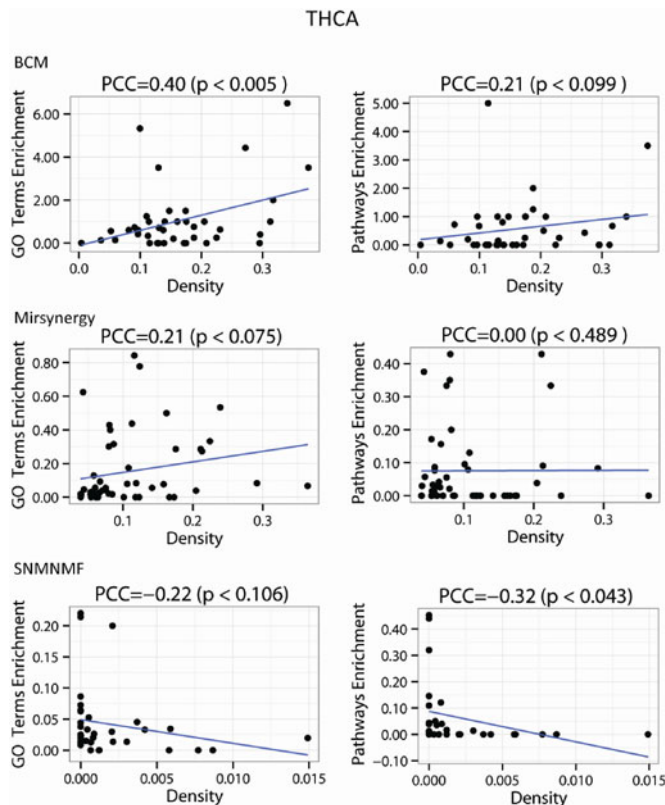 THCA
BCM
PCC=0.40 (p < 0.005 )
PCC=0.21 (p < 0.099 )
GO Terms Enrichment
6.00
4.00
2.00
0.00
0.0 0.1 0.2 0.3
Density
Pathways Enrichment
5.00
4.00
3.00
2.00
1.00
0.00
0.0 0.1 0.2 0.3
Density
Mirsynergy
PCC=0.21 (p < 0.075)
PCC=0.00 (p < 0.489 )
GO Terms Enrichment
0.80
0.60
0.40
0.20
0.00
0.1 0.2 0.3
Density
Pathways Enrichment
0.40
0.30
0.20
0.10
0.00
0.1 0.2 0.3
Density
SNMNMF
PCC=−0.22 (p < 0.106)
PCC=−0.32 (p < 0.043)
GO Terms Enrichment
0.20
0.15
0.10
0.05
0.00
0.000 0.005 0.010 0.015
Density
Pathways Enrichment
0.40
0.30
0.20
0.10
0.00
−0.10
0.000 0.005 0.010 0.015
Density